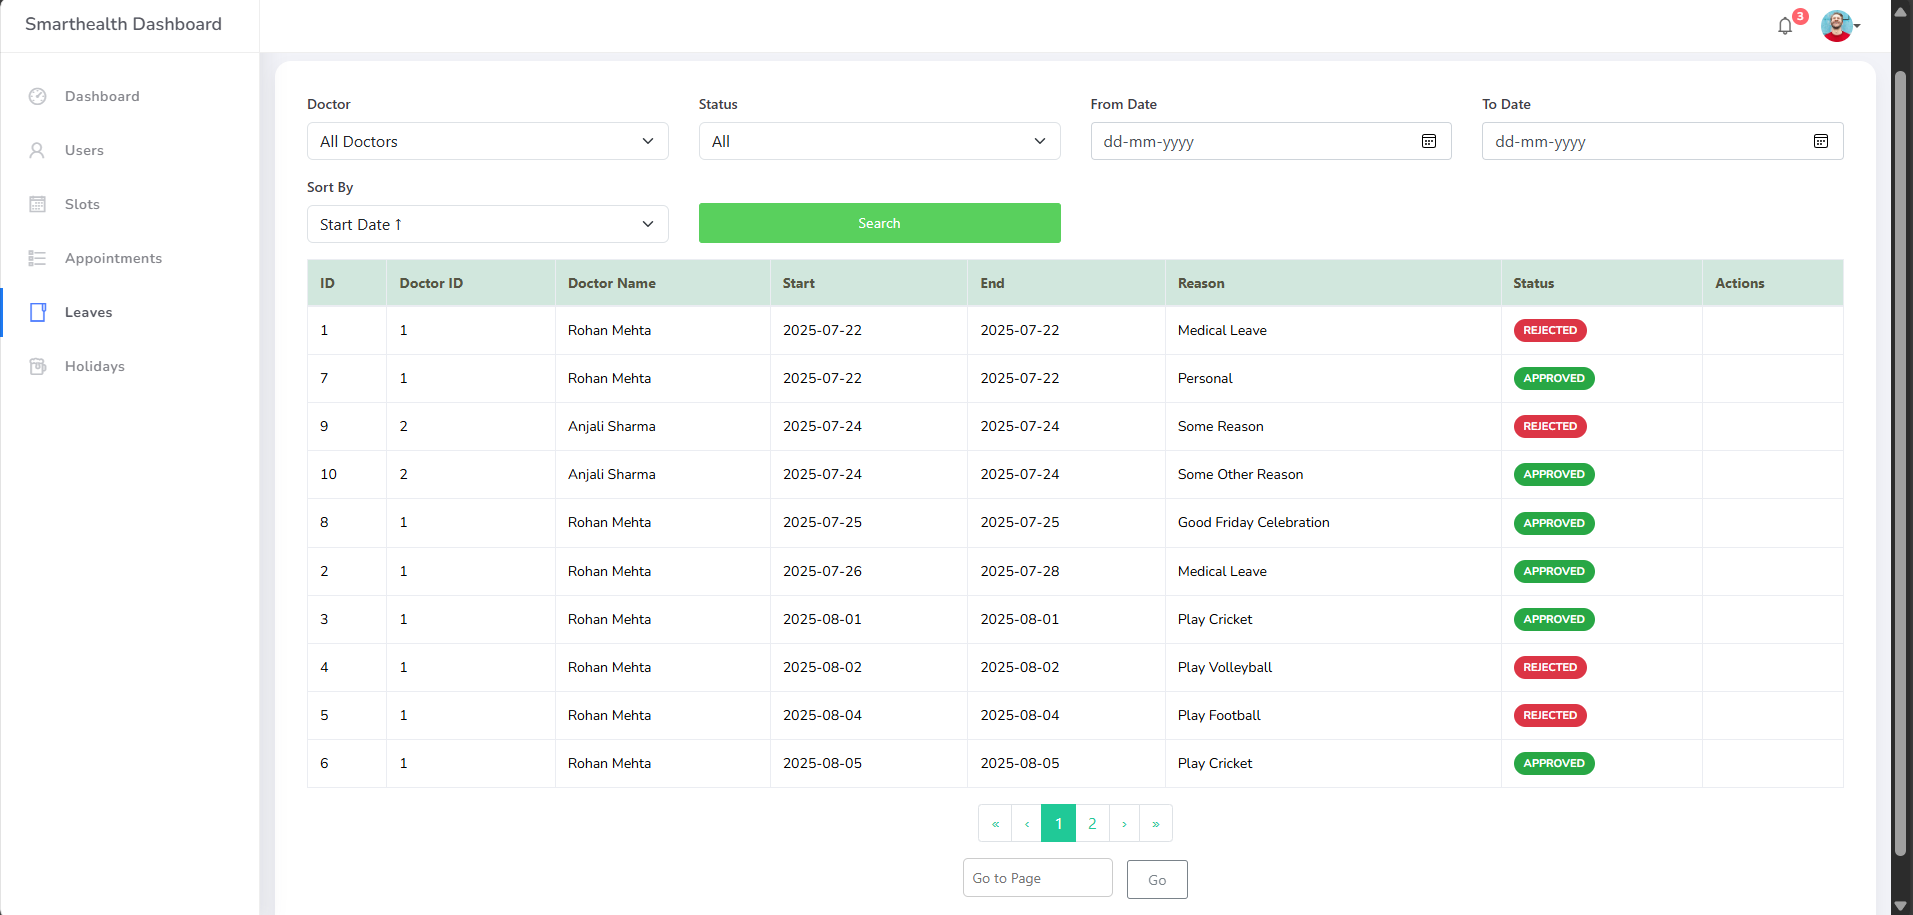 Smarthealth Dashboard
3
Dashboard
Users
Slots
Appointments
Leaves
Holidays
Doctor Status From Date To Date
All Doctors All dd-mm-yyyy dd-mm-yyyy
Sort By
Start Date ↑ Search
ID Doctor ID Doctor Name Start End Reason Status Actions
1 1 Rohan Mehta 2025-07-22 2025-07-22 Medical Leave REJECTED
7 1 Rohan Mehta 2025-07-22 2025-07-22 Personal APPROVED
9 2 Anjali Sharma 2025-07-24 2025-07-24 Some Reason REJECTED
10 2 Anjali Sharma 2025-07-24 2025-07-24 Some Other Reason APPROVED
8 1 Rohan Mehta 2025-07-25 2025-07-25 Good Friday Celebration APPROVED
2 1 Rohan Mehta 2025-07-26 2025-07-28 Medical Leave APPROVED
3 1 Rohan Mehta 2025-08-01 2025-08-01 Play Cricket APPROVED
4 1 Rohan Mehta 2025-08-02 2025-08-02 Play Volleyball REJECTED
5 1 Rohan Mehta 2025-08-04 2025-08-04 Play Football REJECTED
6 1 Rohan Mehta 2025-08-05 2025-08-05 Play Cricket APPROVED
« ‹ 1 2 › »
Go to Page Go